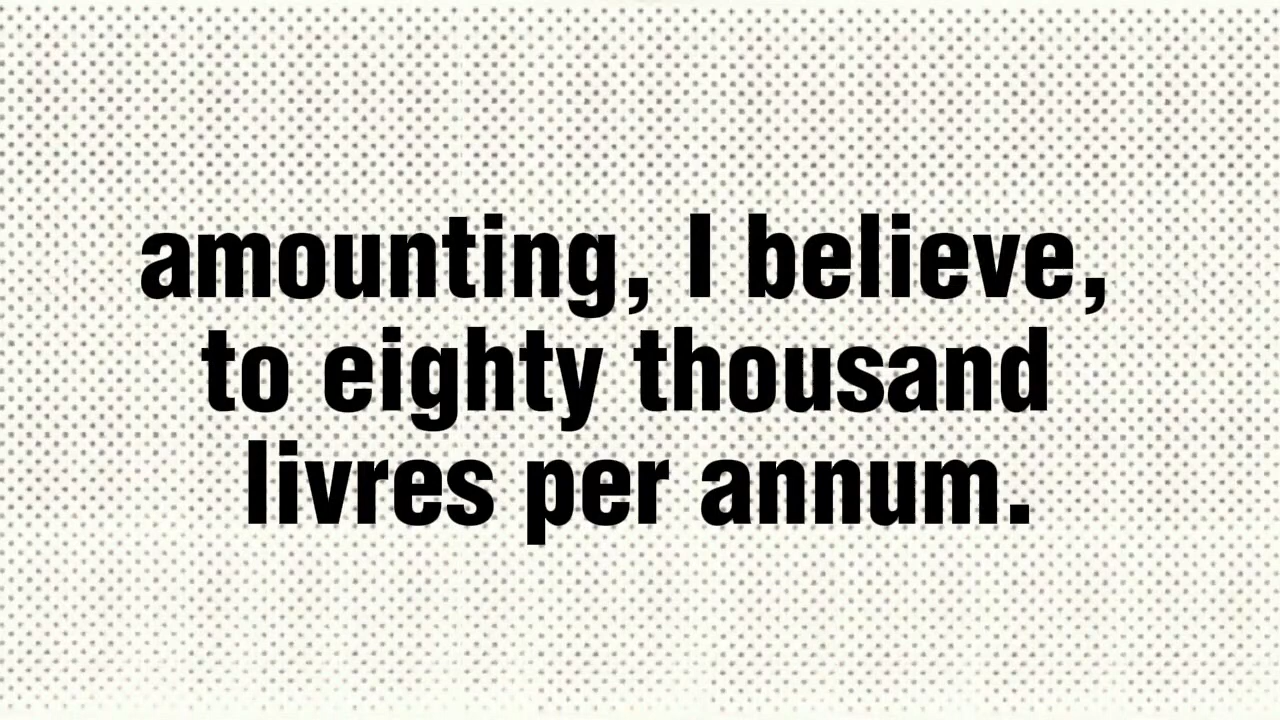 amounting, I believe,
to eighty thousand
livres per annum.